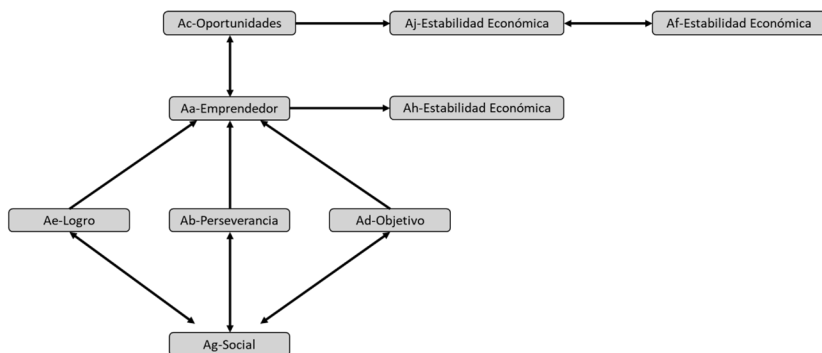 Ac-Oportunidades
Aj-Estabilidad Económica
Af-Estabilidad Económica
Aa-Emprendedor
Ah-Estabilidad Económica
Ae-Logro
Ab-Perseverancia
Ad-Objetivo
Ag-Social